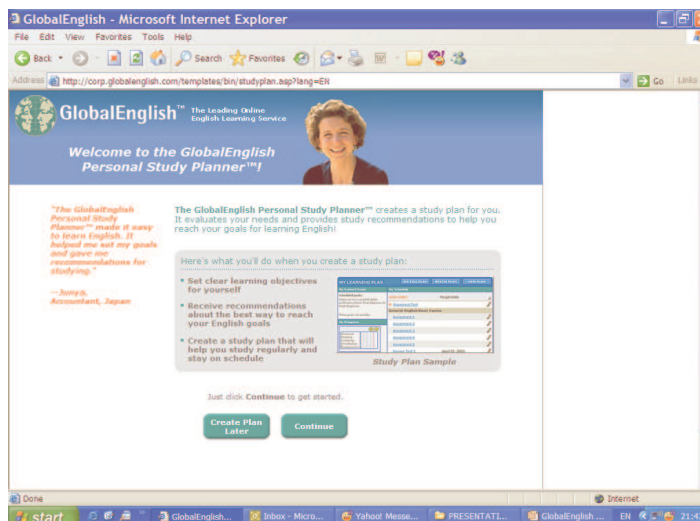 GlobalEnglish - Microsoft Internet Explorer
File Edit View Favorites Tools Help
Back Search Favorites
Address http://corp.globalenglish.com/templates/bin/studyplan.asp?lang=EN Go Links
GlobalEnglish™ The Leading Online
English Learning Service
Welcome to the GlobalEnglish
Personal Study Planner™!
"The GlobalEnglish
Personal Study
Planner™ made it easy
to learn English. It
helped me set my goals
and gave me
recommendations for
studying."
—Junya,
Accountant, Japan
The GlobalEnglish Personal Study Planner™ creates a study plan for you.
It evaluates your needs and provides study recommendations to help you
reach your goals for learning English!
Here's what you'll do when you create a study plan:
• Set clear learning objectives
for yourself
• Receive recommendations
about the best way to reach
your English goals
• Create a study plan that will
help you study regularly and
stay on schedule
MY LEARNING PLAN
Study Plan Sample
Just click Continue to get started.
Create Plan
Later
Continue
Done Internet
start GlobalEnglish... Inbox - Micro... Yahoo! Messe... PRESENTATI... GlobalEnglish ... EN